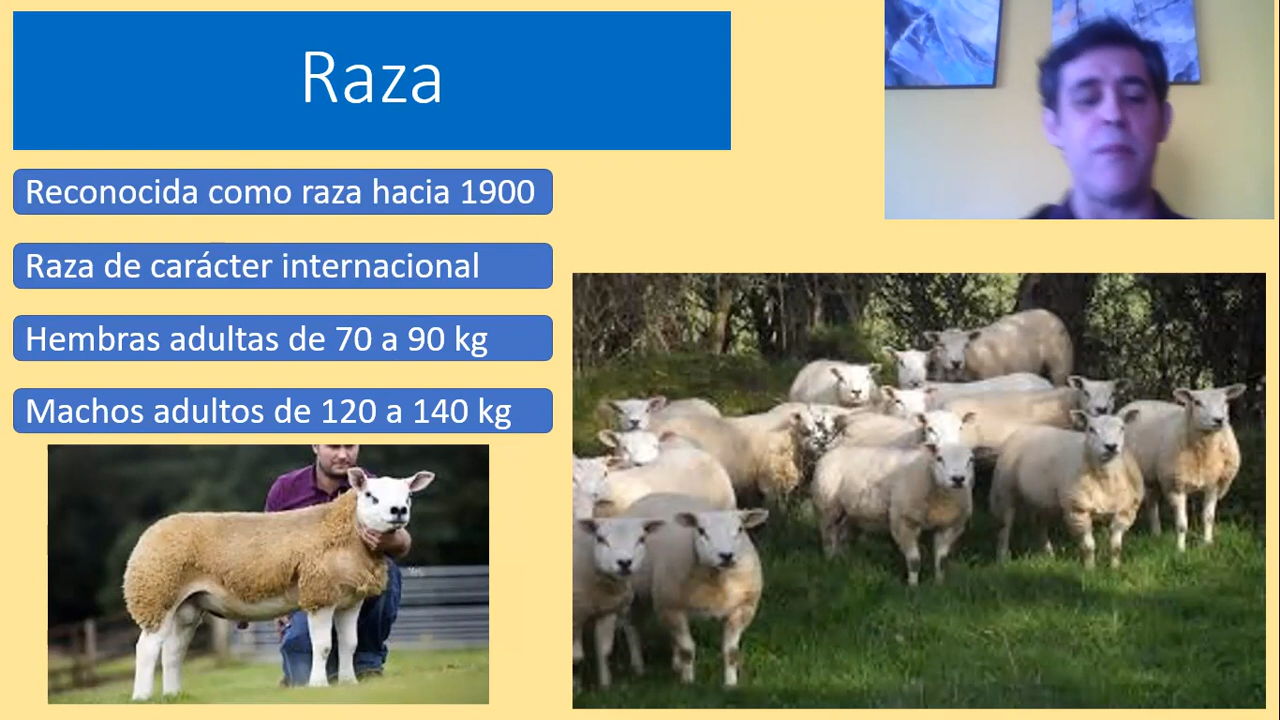 Raza
Reconocida como raza hacia 1900
Raza de carácter internacional
Hembras adultas de 70 a 90 kg
Machos adultos de 120 a 140 kg